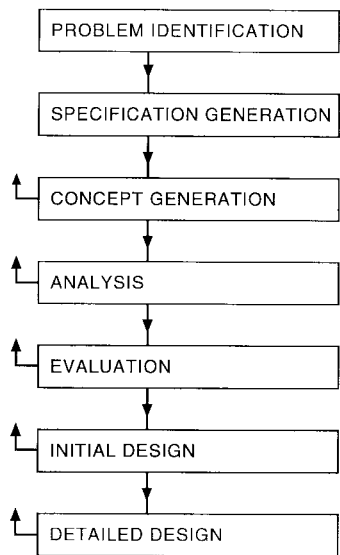 PROBLEM IDENTIFICATION
SPECIFICATION GENERATION
CONCEPT GENERATION
ANALYSIS
EVALUATION
INITIAL DESIGN
DETAILED DESIGN